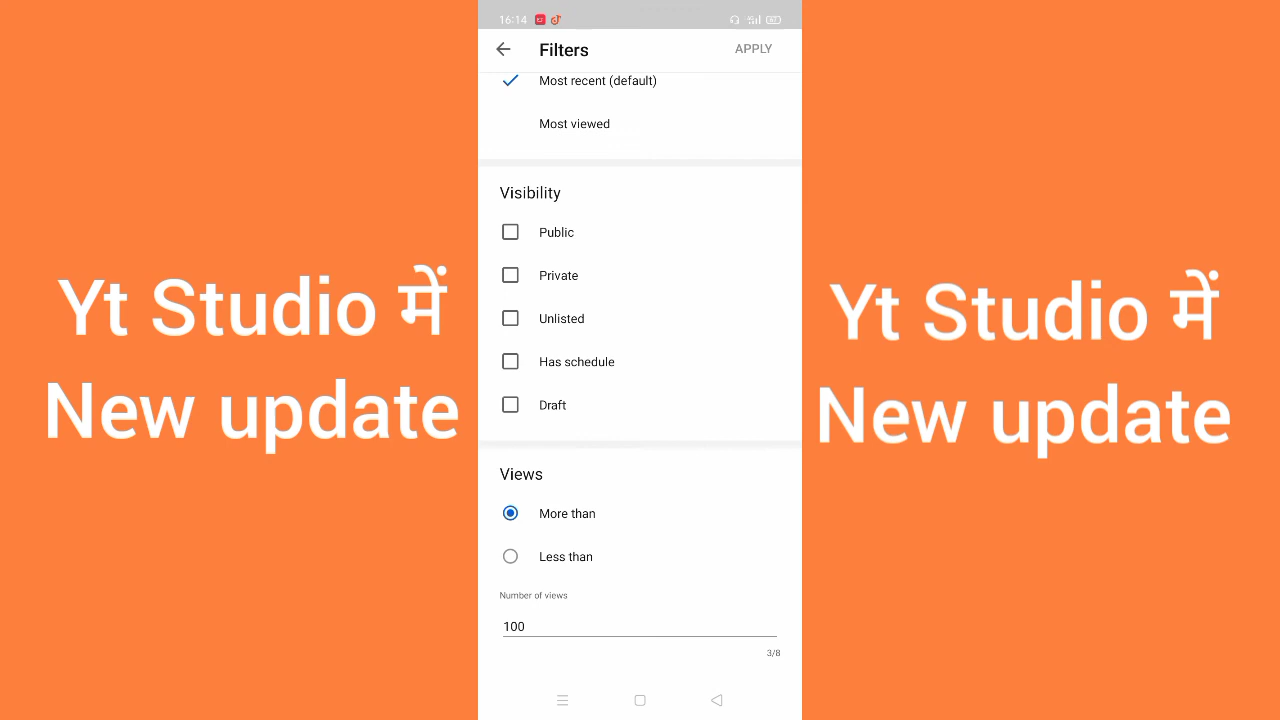 16:14
Filters
APPLY
Most recent (default)
Most viewed
Visibility
Public
Private
Unlisted
Has schedule
Draft
Views
More than
Less than
Number of views
100
3/8
Yt Studio में
New update
Yt Studio में
New update